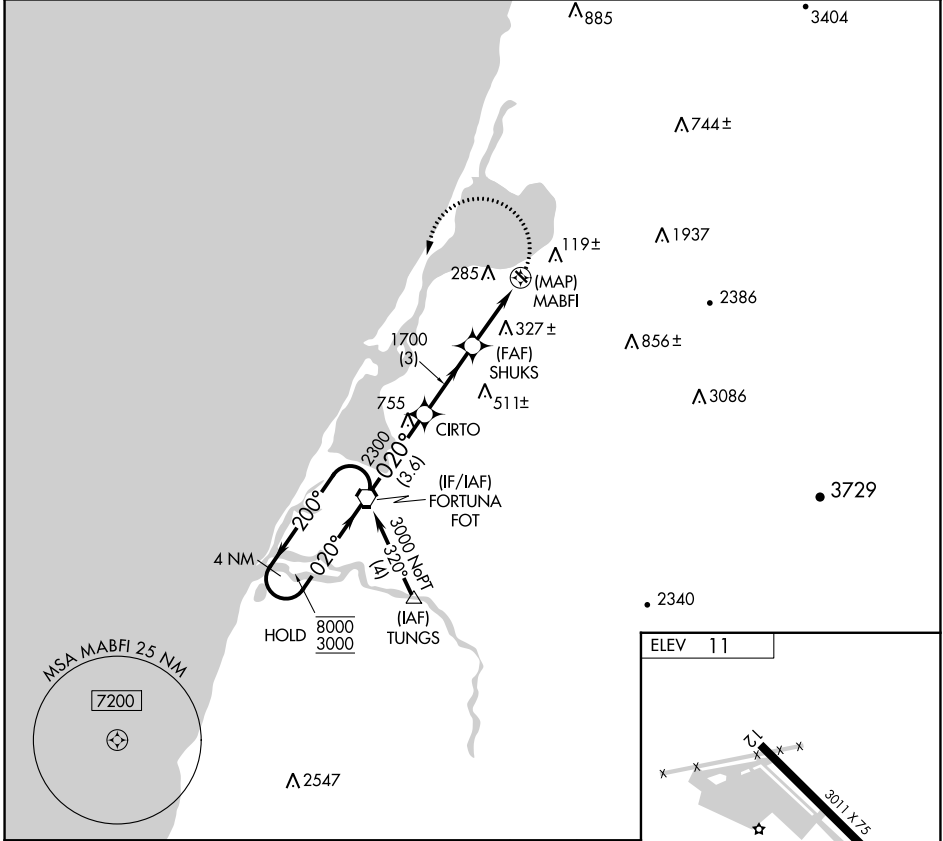 885
3404
744±
1937
119±
285
(MAP)
MABFI
2386
327±
1700
(3)
(FAF)
SHUKS
856±
3086
511±
755
CIRTO
2300
020°
(3.6)
(IF/IAF)
FORTUNA
FOT
3729
200°
020°
4 NM
3000 NoPT
320°
(4)
HOLD
8000
3000
(IAF)
TUNGS
2340
MSA MABFI 25 NM
7200
2547
ELEV 11
12
3011 X 75